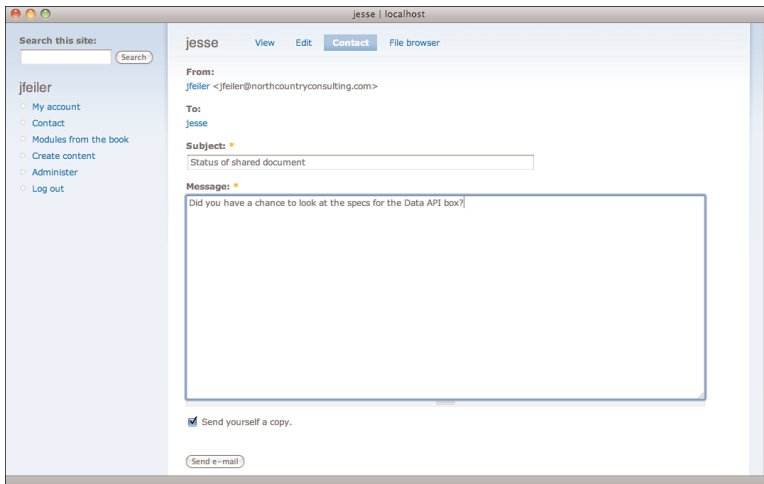 jesse | localhost
Search this site:
Search
jfeiler
My account
Contact
Modules from the book
Create content
Administer
Log out
jesse View Edit Contact File browser
From:
jfeiler <jfeiler@northcountryconsulting.com>
To:
jesse
Subject: *
Status of shared document
Message: *
Did you have a chance to look at the specs for the Data API box?
Send yourself a copy.
Send e-mail